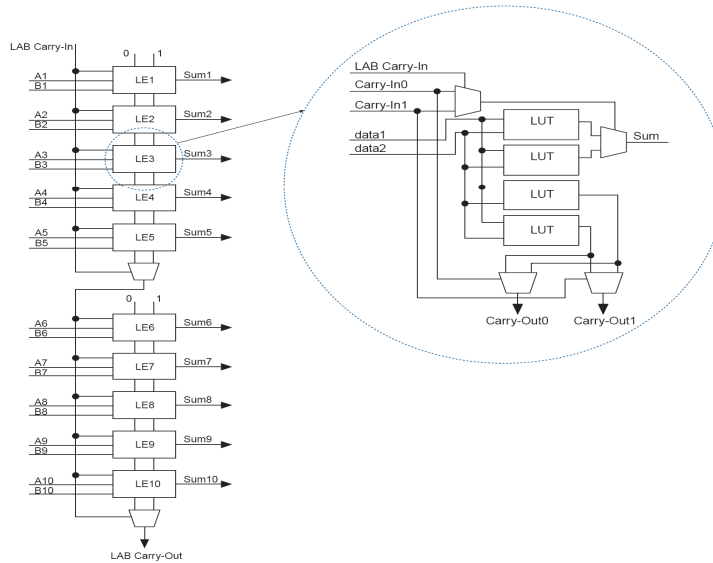 LAB Carry-In
0 1
A1
B1
LE1
Sum1
A2
B2
LE2
Sum2
A3
B3
LE3
Sum3
A4
B4
LE4
Sum4
A5
B5
LE5
Sum5
0 1
A6
B6
LE6
Sum6
A7
B7
LE7
Sum7
A8
B8
LE8
Sum8
A9
B9
LE9
Sum9
A10
B10
LE10
Sum10
LAB Carry-Out
LAB Carry-In
Carry-In0
Carry-In1
data1
data2
LUT
LUT
LUT
LUT
Sum
Carry-Out0
Carry-Out1